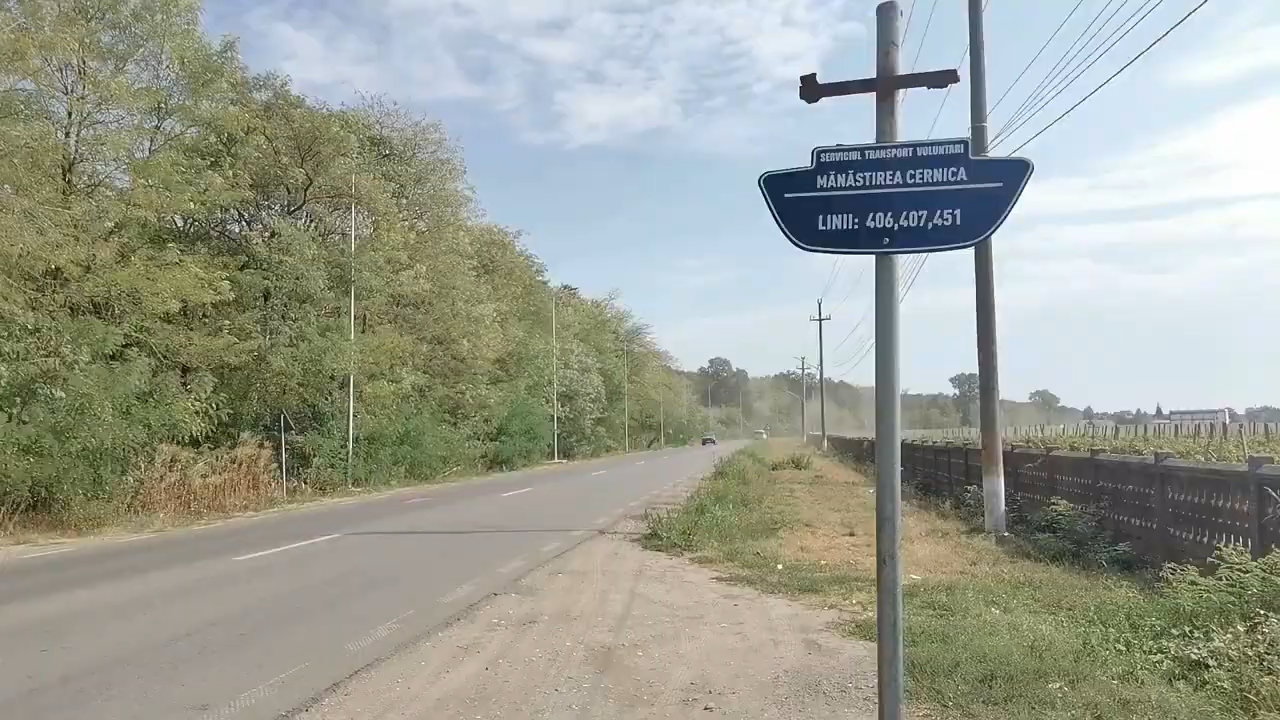 SERVICIUL TRANSPORT VOLUNTARI
MĂNĂSTIREA CERNICA
LINII: 406,407,451